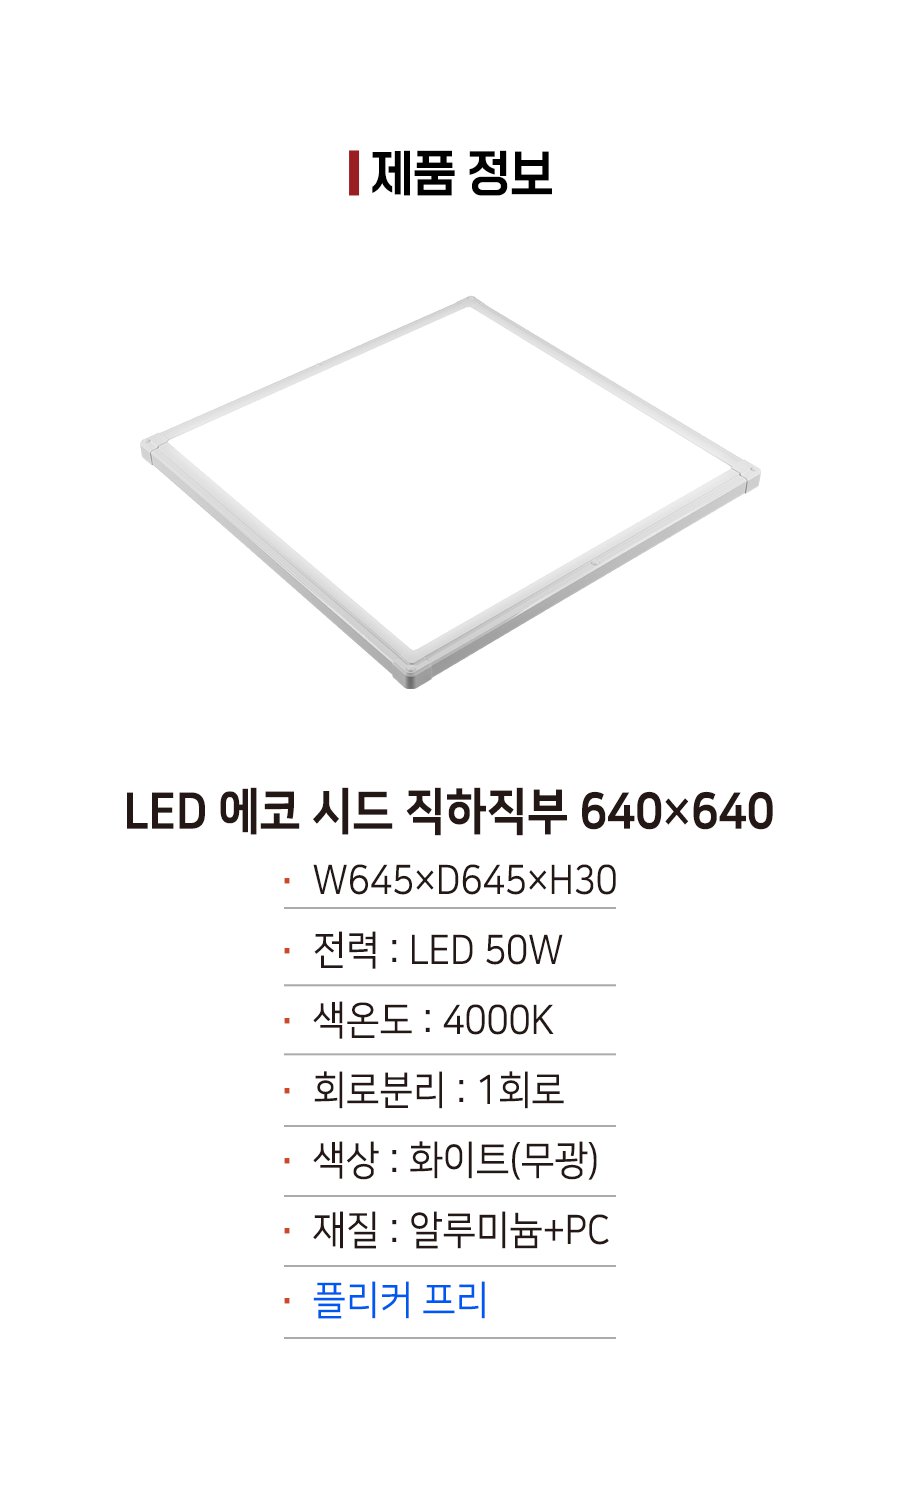 제품 정보
LED 에코 시드 직하직부 640×640
· W645×D645×H30
· 전력 : LED 50W
· 색온도 : 4000K
· 회로분리 : 1회로
· 색상 : 화이트(무광)
· 재질 : 알루미늄+PC
· 플리커 프리